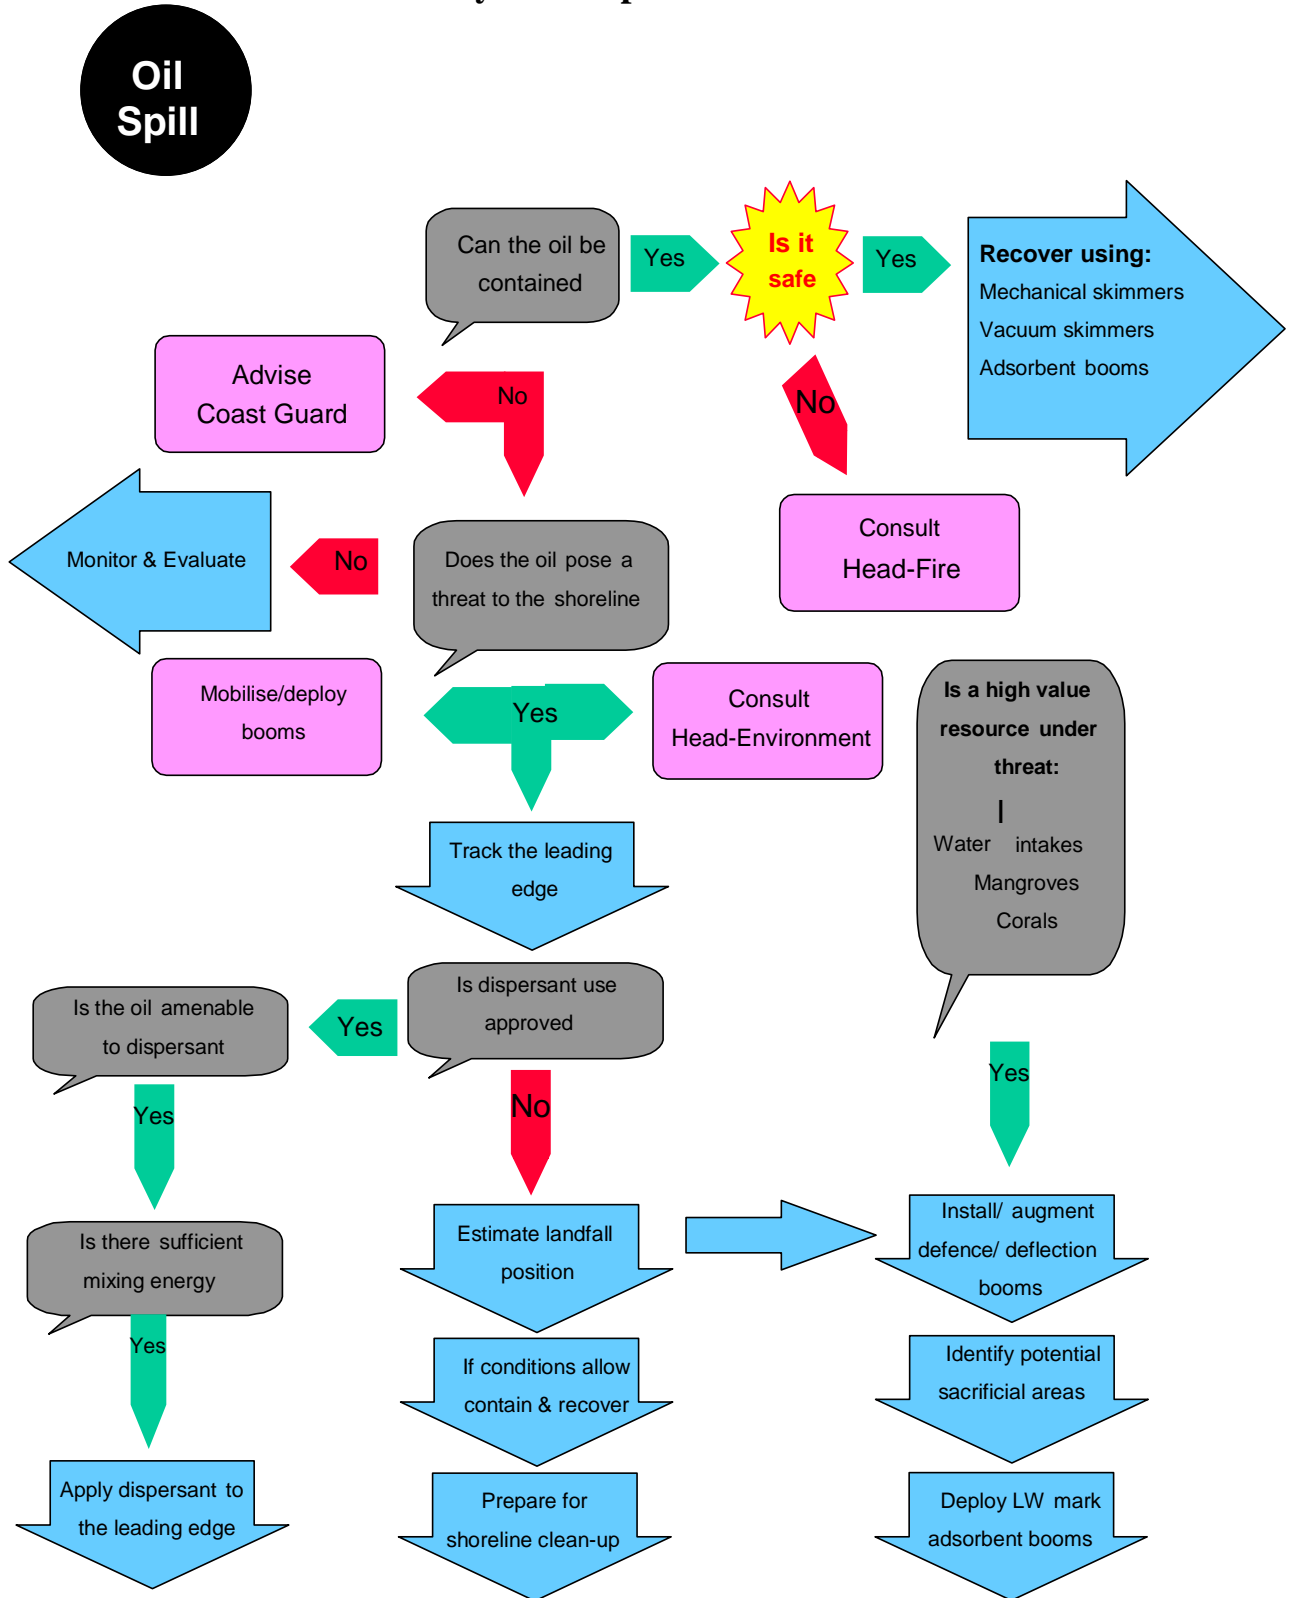 Oil
Spill
Can the oil be
contained
Yes
Is it
safe
Yes
Recover using:
Mechanical skimmers
Vacuum skimmers
Adsorbent booms
Advise
Coast Guard
No
No
Consult
Head-Fire
Monitor & Evaluate
No
Does the oil pose a
threat to the shoreline
Mobilise/deploy
booms
Yes
Consult
Head-Environment
Is a high value
resource under
threat:
l
Water intakes
Mangroves
Corals
Track the leading
edge
Is the oil amenable
to dispersant
Yes
Is dispersant use
approved
Yes
No
Yes
Is there sufficient
mixing energy
Estimate landfall
position
Install/ augment
defence/ deflection
booms
Yes
If conditions allow
contain & recover
Identify potential
sacrificial areas
Apply dispersant to
the leading edge
Prepare for
shoreline clean-up
Deploy LW mark
adsorbent booms